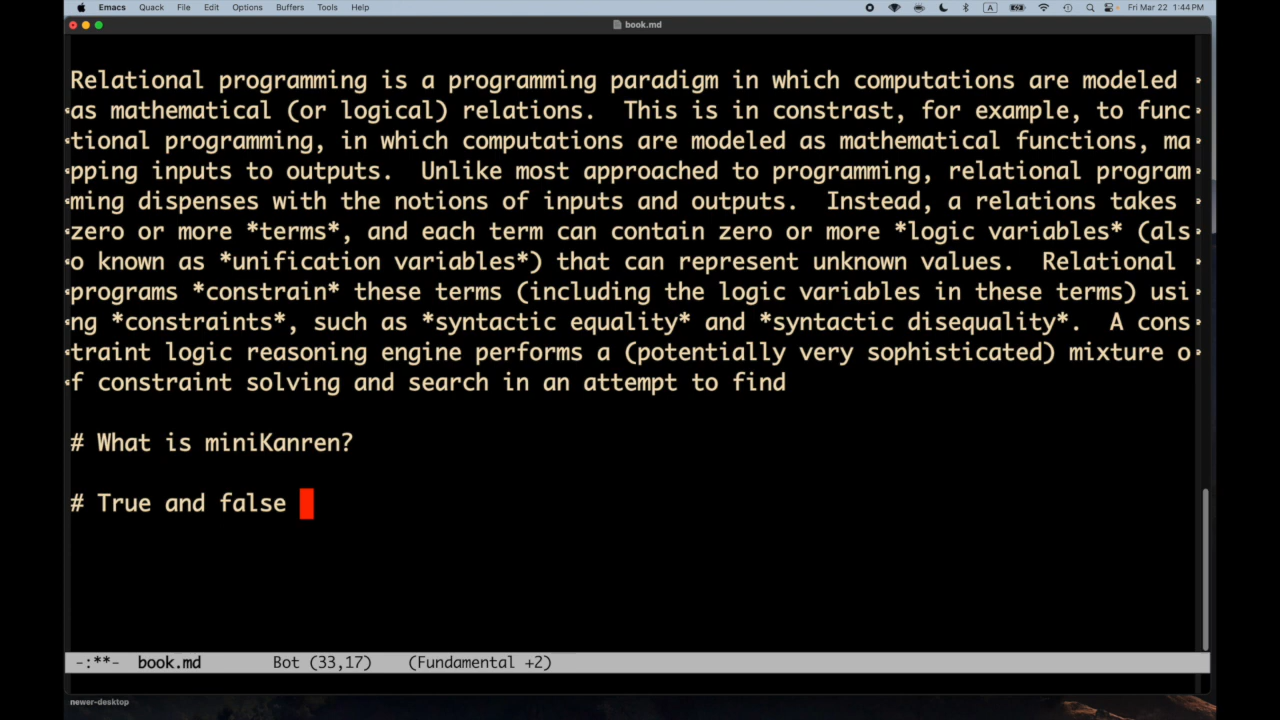 Emacs Quack File Edit Options Buffers Tools Help Fri Mar 22 1:44 PM
book.md
Relational programming is a programming paradigm in which computations are modeled
as mathematical (or logical) relations.  This is in constrast, for example, to func
tional programming, in which computations are modeled as mathematical functions, ma
pping inputs to outputs.  Unlike most approached to programming, relational program
ming dispenses with the notions of inputs and outputs.  Instead, a relations takes
zero or more *terms*, and each term can contain zero or more *logic variables* (als
o known as *unification variables*) that can represent unknown values.  Relational
programs *constrain* these terms (including the logic variables in these terms) usi
ng *constraints*, such as *syntactic equality* and *syntactic disequality*.  A cons
traint logic reasoning engine performs a (potentially very sophisticated) mixture o
f constraint solving and search in an attempt to find
# What is miniKanren?
# True and false
-:**-  book.md Bot (33,17) (Fundamental +2)
newer-desktop